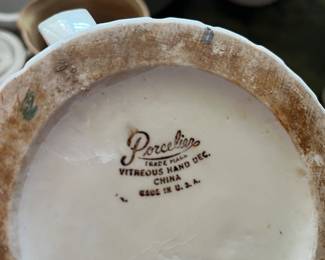 Porcelier
TRADE MARK
VITREOUS HAND DEC.
CHINA
MADE IN U.S.A.